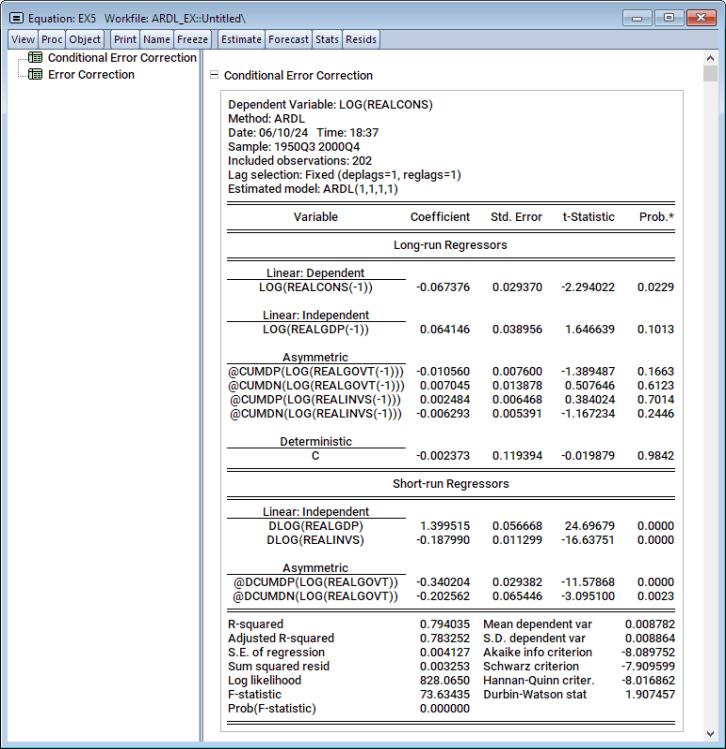 Equation: EX5 Workfile: ARDL_EX::Untitled\
View Proc Object Print Name Freeze Estimate Forecast Stats Resids
Conditional Error Correction
Error Correction
Conditional Error Correction
Dependent Variable: LOG(REALCONS)
Method: ARDL
Date: 06/10/24 Time: 18:37
Sample: 1950Q3 2000Q4
Included observations: 202
Lag selection: Fixed (deplags=1, reglags=1)
Estimated model: ARDL(1,1,1,1)
Variable Coefficient Std. Error t-Statistic Prob.*
Long-run Regressors
Linear: Dependent
LOG(REALCONS(-1)) -0.067376 0.029370 -2.294022 0.0229
Linear: Independent
LOG(REALGDP(-1)) 0.064146 0.038956 1.646639 0.1013
Asymmetric
@CUMDP(LOG(REALGOVT(-1))) -0.010560 0.007600 -1.389487 0.1663
@CUMDN(LOG(REALGOVT(-1))) 0.007045 0.013878 0.507646 0.6123
@CUMDP(LOG(REALINVS(-1))) 0.002484 0.006468 0.384024 0.7014
@CUMDN(LOG(REALINVS(-1))) -0.006293 0.005391 -1.167234 0.2446
Deterministic
C -0.002373 0.119394 -0.019879 0.9842
Short-run Regressors
Linear: Independent
DLOG(REALGDP) 1.399515 0.056668 24.69679 0.0000
DLOG(REALINVS) -0.187990 0.011299 -16.63751 0.0000
Asymmetric
@DCUMDP(LOG(REALGOVT)) -0.340204 0.029382 -11.57868 0.0000
@DCUMDN(LOG(REALGOVT)) -0.202562 0.065446 -3.095100 0.0023
R-squared 0.794035 Mean dependent var 0.008782
Adjusted R-squared 0.783252 S.D. dependent var 0.008864
S.E. of regression 0.004127 Akaike info criterion -8.089752
Sum squared resid 0.003253 Schwarz criterion -7.909599
Log likelihood 828.0650 Hannan-Quinn criter. -8.016862
F-statistic 73.63435 Durbin-Watson stat 1.907457
Prob(F-statistic) 0.000000